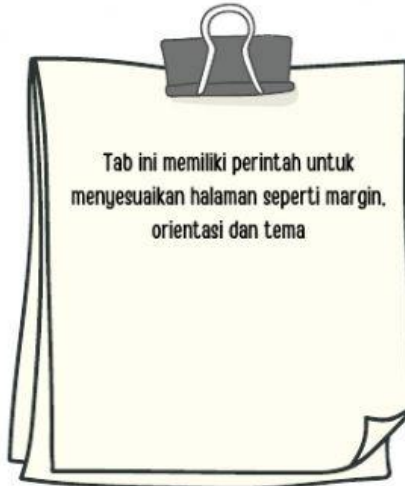 Tab ini memiliki perintah untuk
menyesuaikan halaman seperti margin,
orientasi dan tema